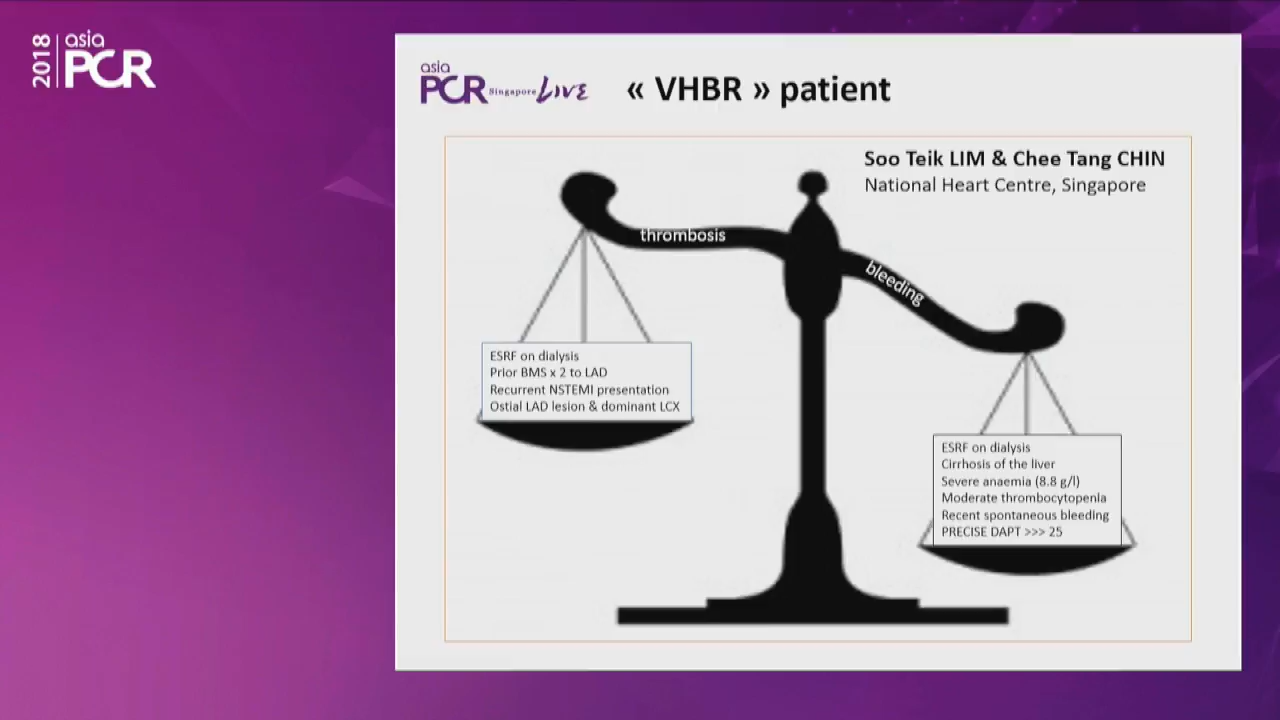 2018
asia
PCR
asia
PCR Singapore LIVE
« VHBR » patient
Soo Teik LIM & Chee Tang CHIN
National Heart Centre, Singapore
thrombosis
bleeding
ESRF on dialysis
Prior BMS x 2 to LAD
Recurrent NSTEMI presentation
Ostial LAD lesion & dominant LCX
ESRF on dialysis
Cirrhosis of the liver
Severe anaemia (8.8 g/l)
Moderate thrombocytopenia
Recent spontaneous bleeding
PRECISE DAPT >>> 25